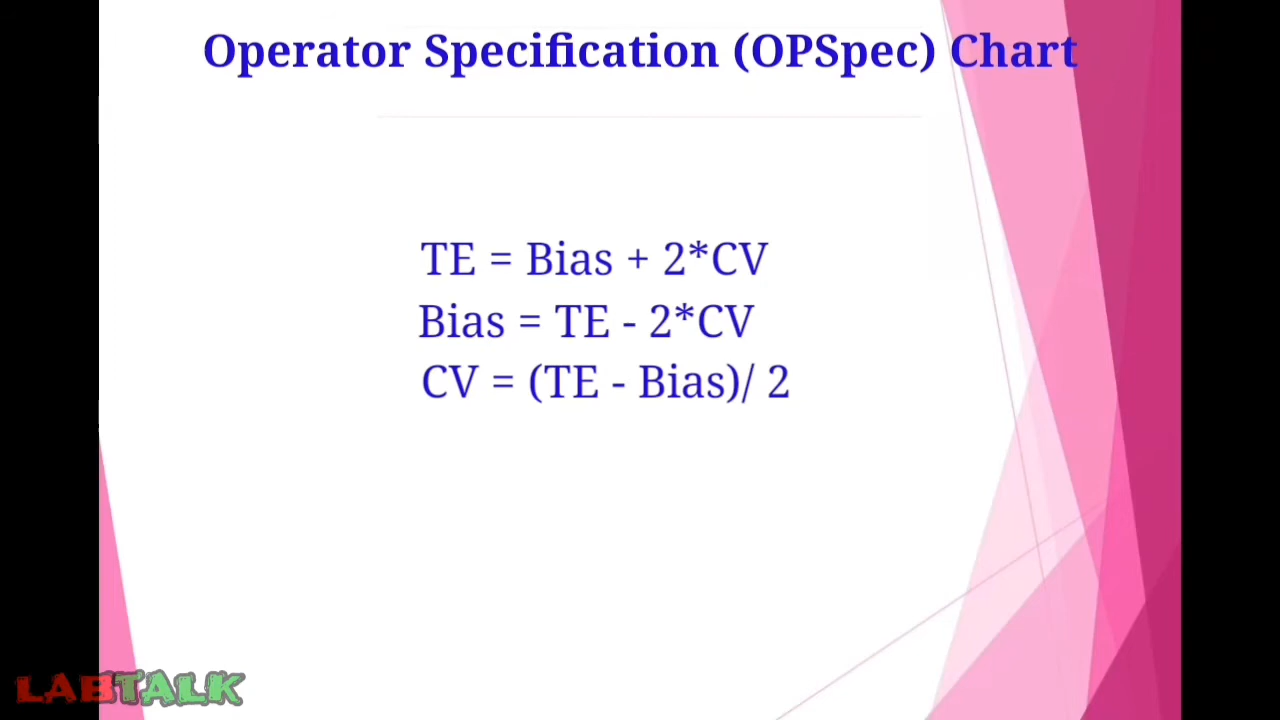 Operator Specification (OPSpec) Chart
TE = Bias + 2*CV
Bias = TE - 2*CV
CV = (TE - Bias)/ 2
LABTALK